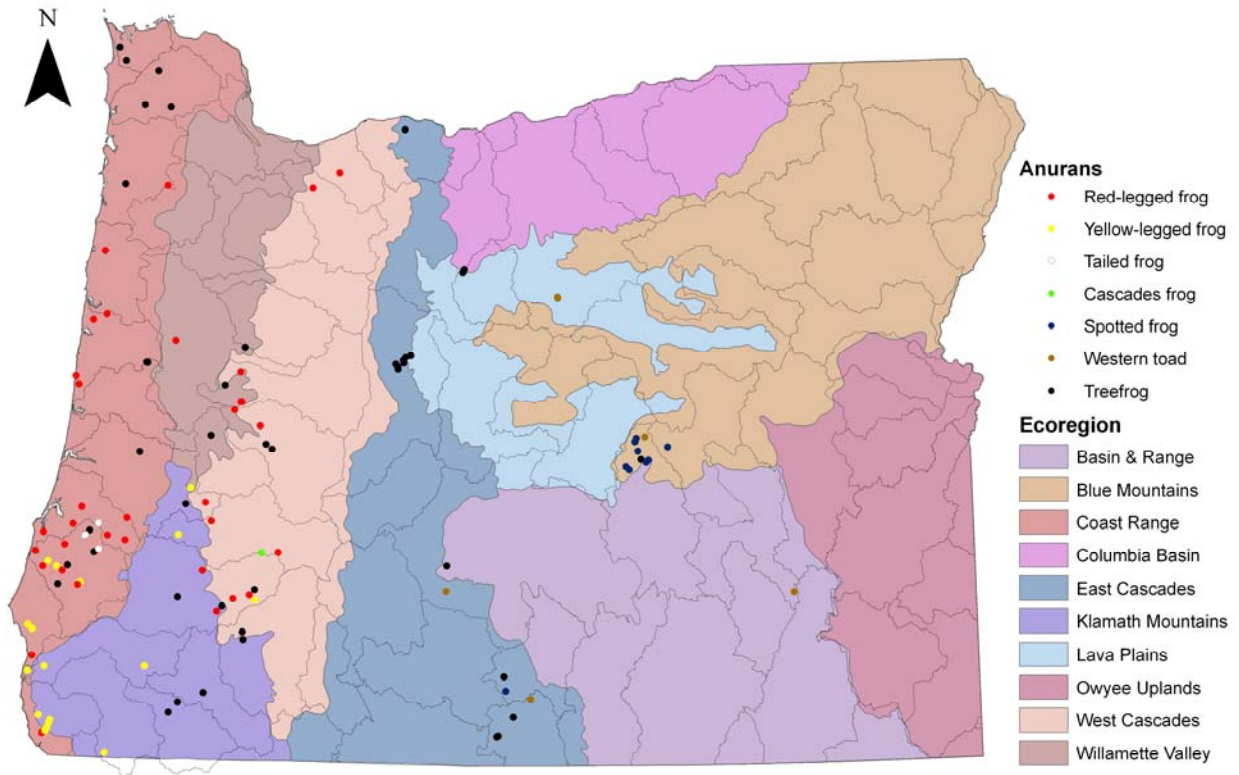 N
Anurans
Red-legged frog
Yellow-legged frog
Tailed frog
Cascades frog
Spotted frog
Western toad
Treefrog
Ecoregion
Basin & Range
Blue Mountains
Coast Range
Columbia Basin
East Cascades
Klamath Mountains
Lava Plains
Owyee Uplands
West Cascades
Willamette Valley